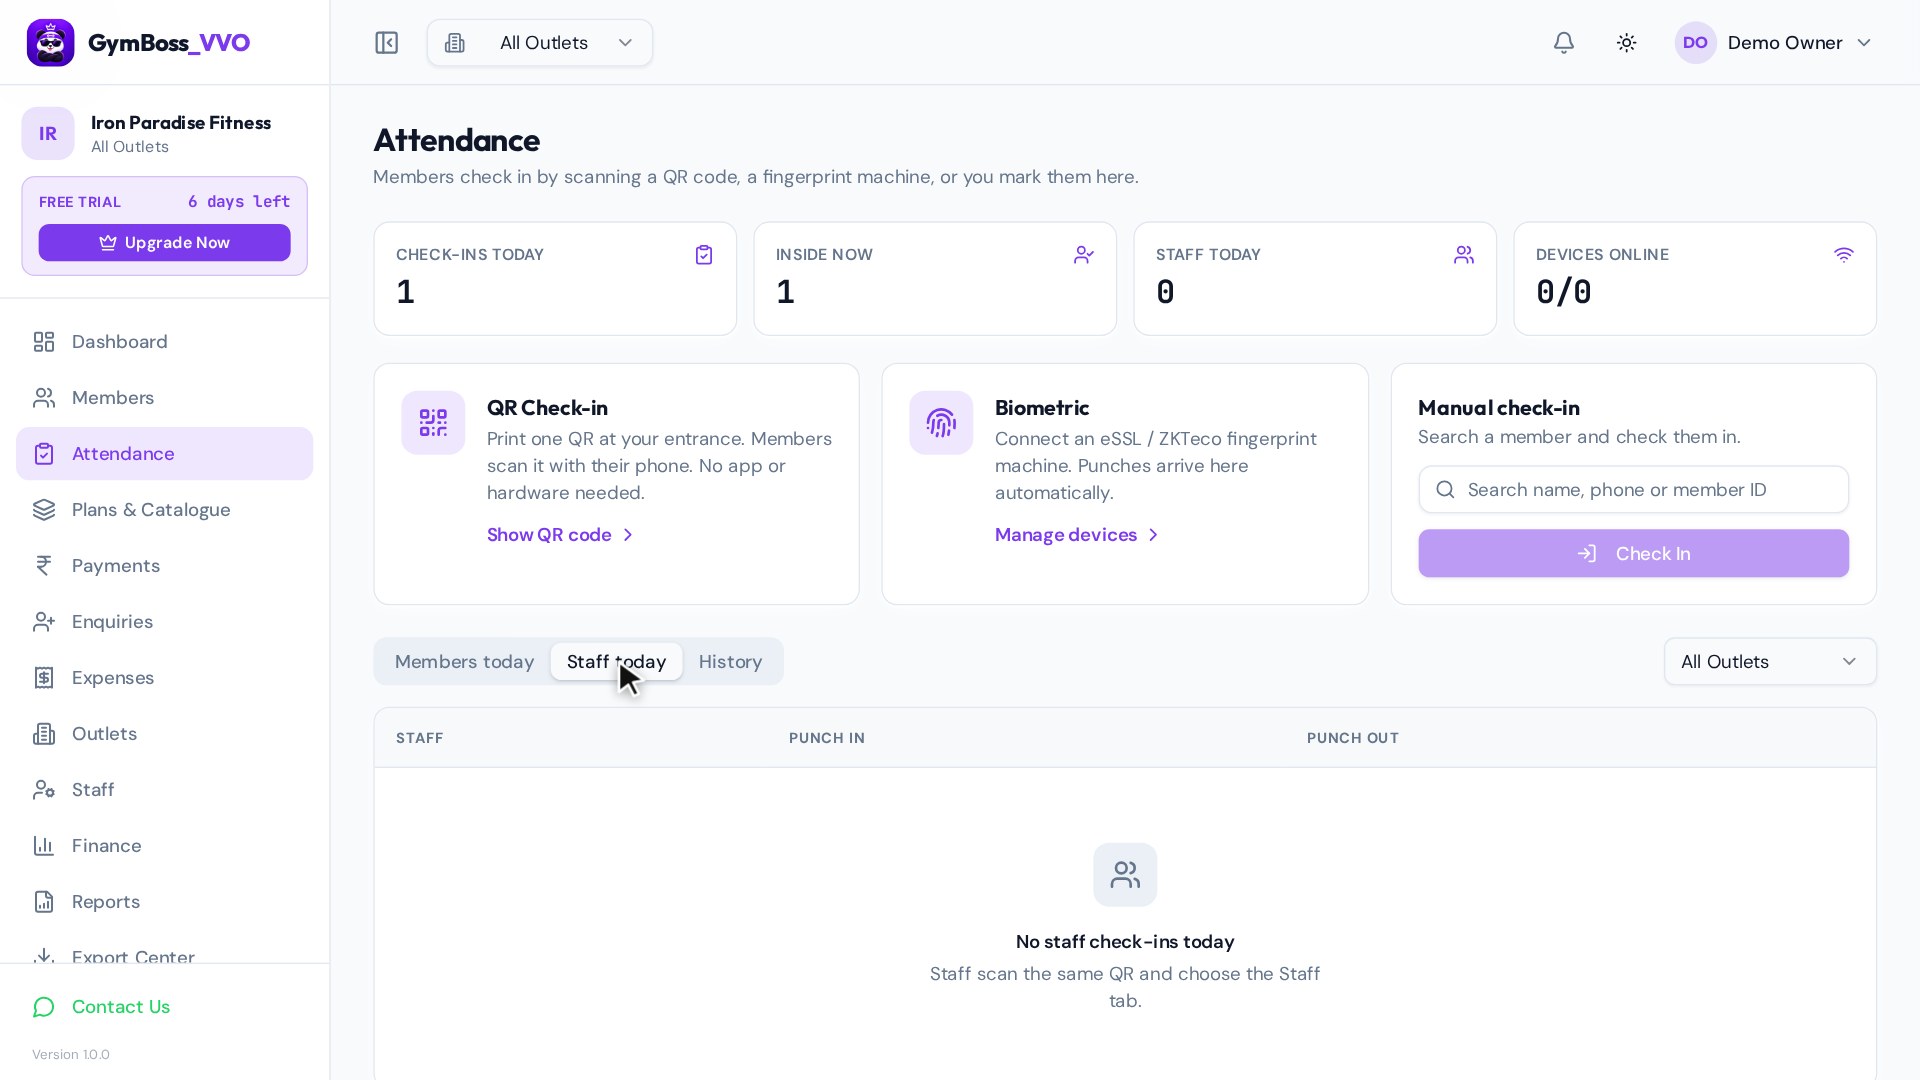 GymBoss_VVO
All Outlets
DO
Demo Owner
IR
Iron Paradise Fitness
All Outlets
FREE TRIAL
6 days left
Upgrade Now
Dashboard
Members
Attendance
Plans & Catalogue
Payments
Enquiries
Expenses
Outlets
Staff
Finance
Reports
Export Center
Contact Us
Version 1.0.0
Attendance
Members check in by scanning a QR code, a fingerprint machine, or you mark them here.
CHECK-INS TODAY
1
INSIDE NOW
1
STAFF TODAY
0
DEVICES ONLINE
0/0
QR Check-in
Print one QR at your entrance. Members
scan it with their phone. No app or
hardware needed.
Show QR code
Biometric
Connect an eSSL / ZKTeco fingerprint
machine. Punches arrive here
automatically.
Manage devices
Manual check-in
Search a member and check them in.
Search name, phone or member ID
Check In
Members today
Staff today
History
All Outlets
STAFF
PUNCH IN
PUNCH OUT
No staff check-ins today
Staff scan the same QR and choose the Staff
tab.